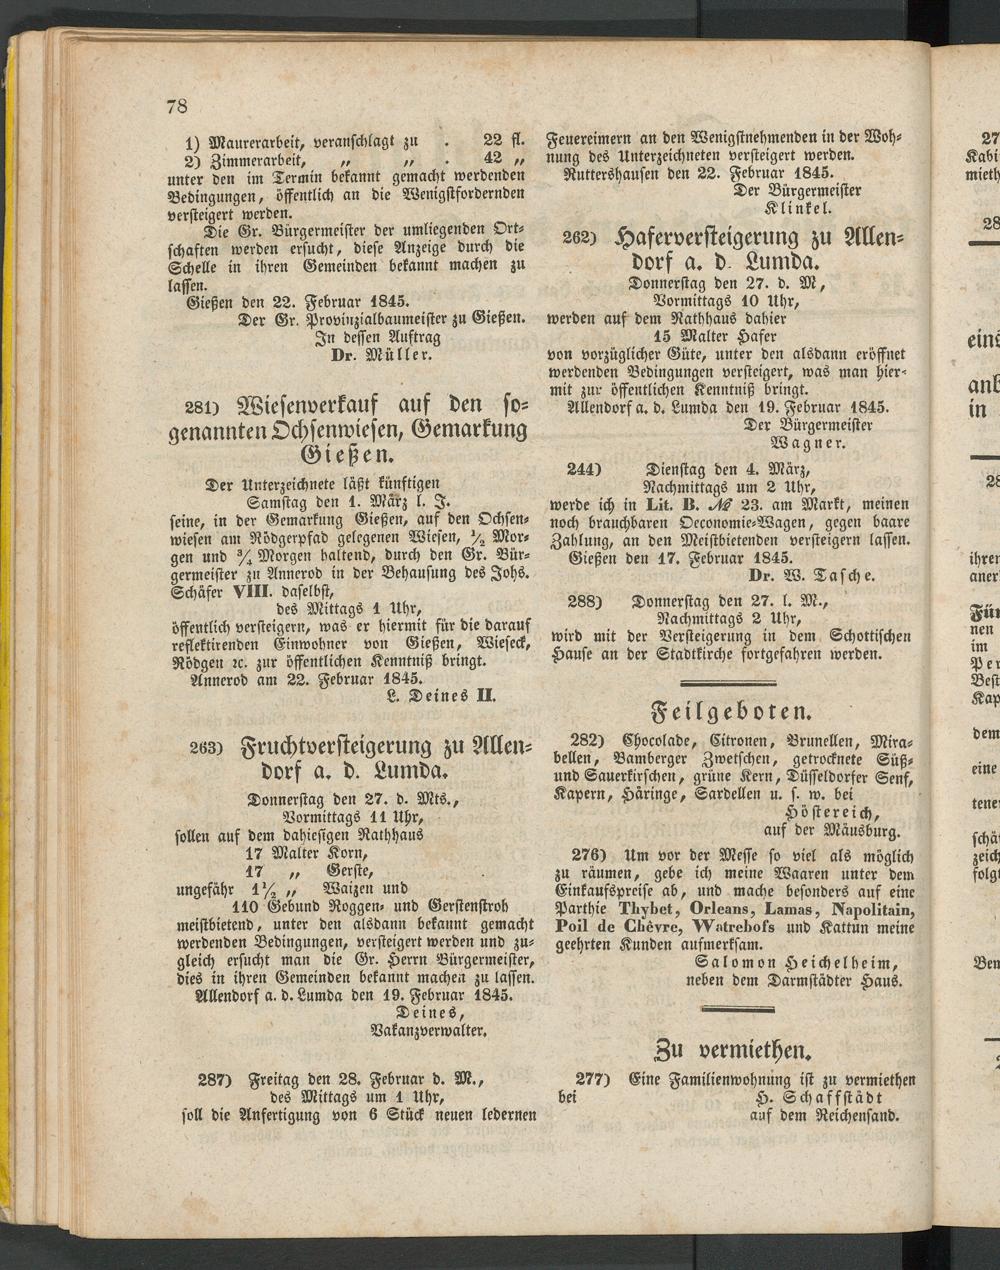 78
1) Maurerarbeit, veranschlagt zu . 22 fl.
2) Zimmerarbeit, „ „ . 42 „
unter den im Termin bekannt gemacht werdenden
Bedingungen, öffentlich an die Wenigstfordernden
versteigert werden.
Die Gr. Bürgermeister der umliegenden Ort-
schaften werden ersucht, diese Anzeige durch die
Schelle in ihren Gemeinden bekannt machen zu
lassen.
Gießen den 22. Februar 1845.
Der Gr. Provinzialbaumeister zu Gießen.
In dessen Auftrag
Dr. Müller.
281) Wiesenverkauf auf den so-
genannten Ochsenwiesen, Gemarkung
Gießen.
Der Unterzeichnete läßt künftigen
Samstag den 1. März l. J.
seine, in der Gemarkung Gießen, auf den Ochsen-
wiesen am Rödgerpfad gelegenen Wiesen, ½ Mor-
gen und ¾ Morgen haltend, durch den Gr. Bür-
germeister zu Annerod in der Behausung des Johs.
Schäfer VIII. daselbst,
des Mittags 1 Uhr,
öffentlich versteigern, was er hiermit für die darauf
reflektirenden Einwohner von Gießen, Wieseck,
Rödgen ꝛc. zur öffentlichen Kenntniß bringt.
Annerod am 22. Februar 1845.
L. Deines II.
263) Fruchtversteigerung zu Allen-
dorf a. d. Lumda.
Donnerstag den 27. d. Mts.,
Vormittags 11 Uhr,
sollen auf dem dahiesigen Rathhaus
17 Malter Korn,
17 „ Gerste,
ungefähr 1½ „ Waizen und
110 Gebund Roggen- und Gerstenstroh
meistbietend, unter den alsdann bekannt gemacht
werdenden Bedingungen, versteigert werden und zu-
gleich ersucht man die Gr. Herrn Bürgermeister,
dies in ihren Gemeinden bekannt machen zu lassen.
Allendorf a. d. Lumda den 19. Februar 1845.
Deines,
Vakanzverwalter.
287) Freitag den 28. Februar d. M.,
des Mittags um 1 Uhr,
soll die Anfertigung von 6 Stück neuen ledernen
Feuereimern an den Wenigstnehmenden in der Woh-
nung des Unterzeichneten versteigert werden.
Ruttershausen den 22. Februar 1845.
Der Bürgermeister
Klinkel.
262) Haferversteigerung zu Allen-
dorf a. d. Lumda.
Donnerstag den 27. d. M,
Vormittags 10 Uhr,
werden auf dem Rathhaus dahier
15 Malter Hafer
von vorzüglicher Güte, unter den alsdann eröffnet
werdenden Bedingungen versteigert, was man hier-
mit zur öffentlichen Kenntniß bringt.
Allendorf a. d. Lumda den 19. Februar 1845.
Der Bürgermeister
Wagner.
244) Dienstag den 4. März,
Nachmittags um 2 Uhr,
werde ich in Lit. B. № 23. am Markt, meinen
noch brauchbaren Oeconomie-Wagen, gegen baare
Zahlung, an den Meistbietenden versteigern lassen.
Gießen den 17. Februar 1845.
Dr. W. Tasche.
288) Donnerstag den 27. l. M.,
Nachmittags 2 Uhr,
wird mit der Versteigerung in dem Schottischen
Hause an der Stadtkirche fortgefahren werden.
Feilgeboten.
282) Chocolade, Citronen, Brunellen, Mira-
bellen, Bamberger Zwetschen, getrocknete Süß-
und Sauerkirschen, grüne Kern, Düsseldorfer Senf,
Kapern, Häringe, Sardellen u. s. w. bei
Höstereich,
auf der Mäusburg.
276) Um vor der Messe so viel als möglich
zu räumen, gebe ich meine Waaren unter dem
Einkaufspreise ab, und mache besonders auf eine
Parthie Thybet, Orleans, Lamas, Napolitain,
Poil de Chèvre, Watrebofs und Kattun meine
geehrten Kunden aufmerksam.
Salomon Heichelheim,
neben dem Darmstädter Haus.
Zu vermiethen.
277) Eine Familienwohnung ist zu vermiethen
bei H. Schaffstädt
auf dem Reichensand.